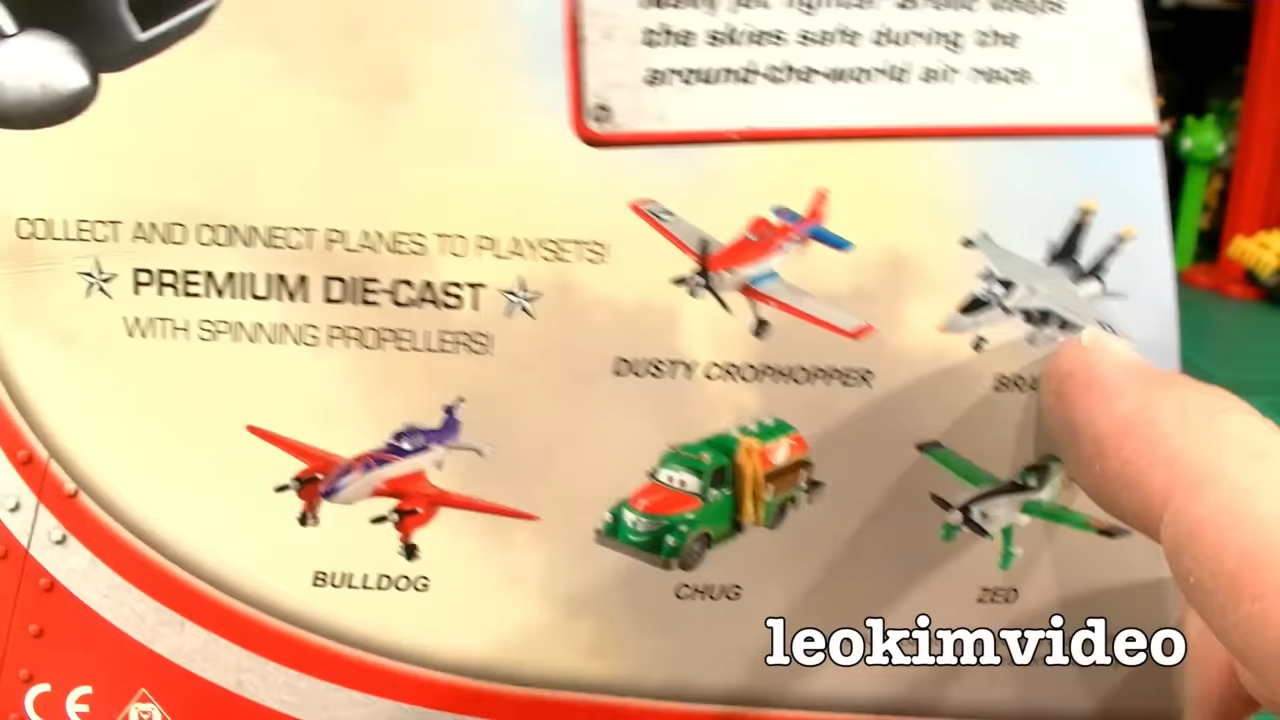 the skies safe during the
around-the-world air race.
COLLECT AND CONNECT PLANES TO PLAYSETS!
PREMIUM DIE-CAST
WITH SPINNING PROPELLERS!
DUSTY CROPHOPPER
BULLDOG
CHUG
ZED
leokimvideo
CE